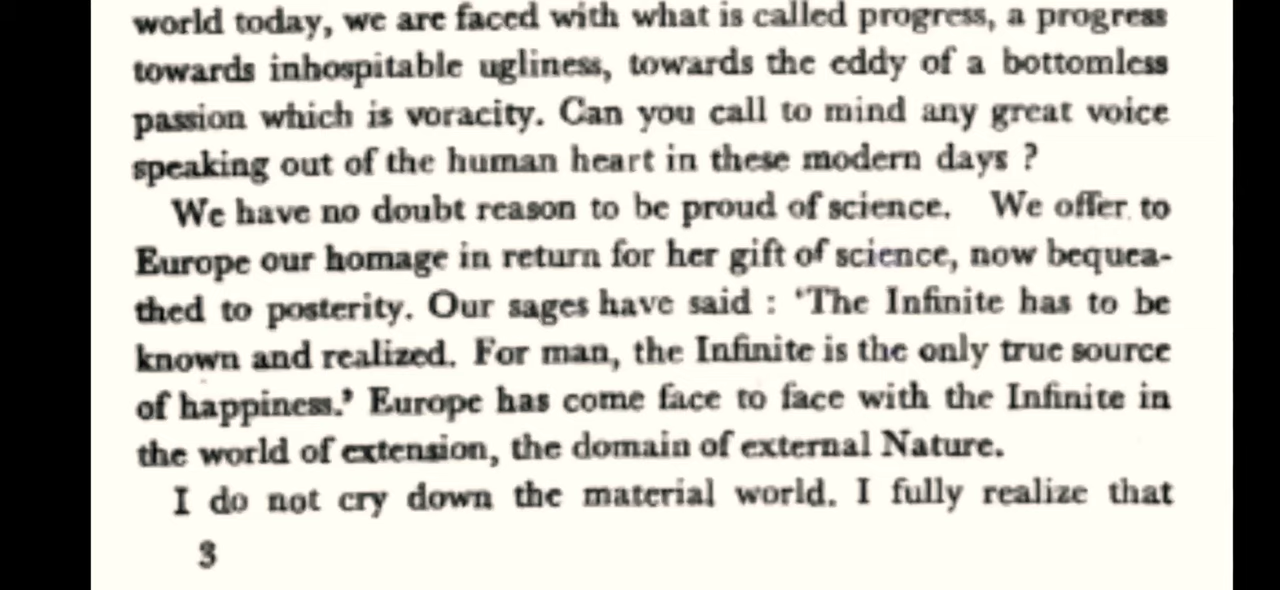 world today, we are faced with what is called progress, a progress
towards inhospitable ugliness, towards the eddy of a bottomless
passion which is voracity. Can you call to mind any great voice
speaking out of the human heart in these modern days ?
We have no doubt reason to be proud of science. We offer to
Europe our homage in return for her gift of science, now bequea-
thed to posterity. Our sages have said : ‘The Infinite has to be
known and realized. For man, the Infinite is the only true source
of happiness.’ Europe has come face to face with the Infinite in
the world of extension, the domain of external Nature.
I do not cry down the material world. I fully realize that
3